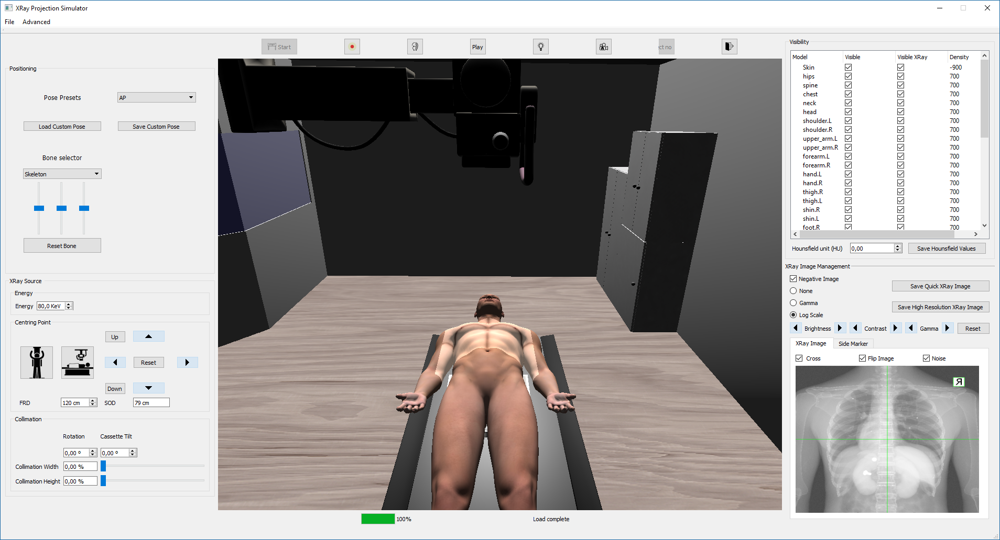 XRay Projection Simulator
File Advanced
Start
Play
ect no
Positioning
Pose Presets
AP
Load Custom Pose
Save Custom Pose
Bone selector
Skeleton
Reset Bone
XRay Source
Energy
Energy 80,0 KeV
Centring Point
Up
Reset
Down
FRD 120 cm SOD 79 cm
Collimation
Rotation Cassette Tilt
0,00 º 0,00 º
Collimation Width 0,00 %
Collimation Height 0,00 %
100%
Load complete
Visibility
Model Visible Visible XRay Density
Skin -900
hips 700
spine 700
chest 700
neck 700
head 700
shoulder.L 700
shoulder.R 700
upper_arm.L 700
upper_arm.R 700
forearm.L 700
forearm.R 700
hand.L 700
hand.R 700
thigh.R 700
thigh.L 700
shin.R 700
shin.L 700
foot.R 700
Hounsfield unit (HU) 0,00 Save Hounsfield Values
XRay Image Management
Negative Image
None
Gamma
Log Scale
Save Quick XRay Image
Save High Resolution XRay Image
Brightness Contrast Gamma Reset
XRay Image Side Marker
Cross Flip Image Noise
R